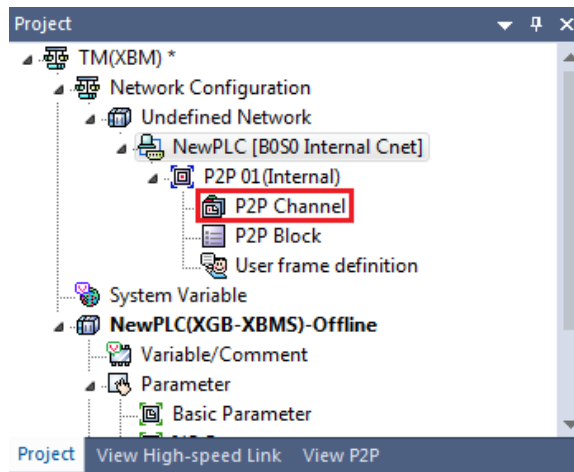 Project
TM(XBM) *
Network Configuration
Undefined Network
NewPLC [B0S0 Internal Cnet]
P2P 01(Internal)
P2P Channel
P2P Block
User frame definition
System Variable
NewPLC(XGB-XBMS)-Offline
Variable/Comment
Parameter
Basic Parameter
Project View High-speed Link View P2P